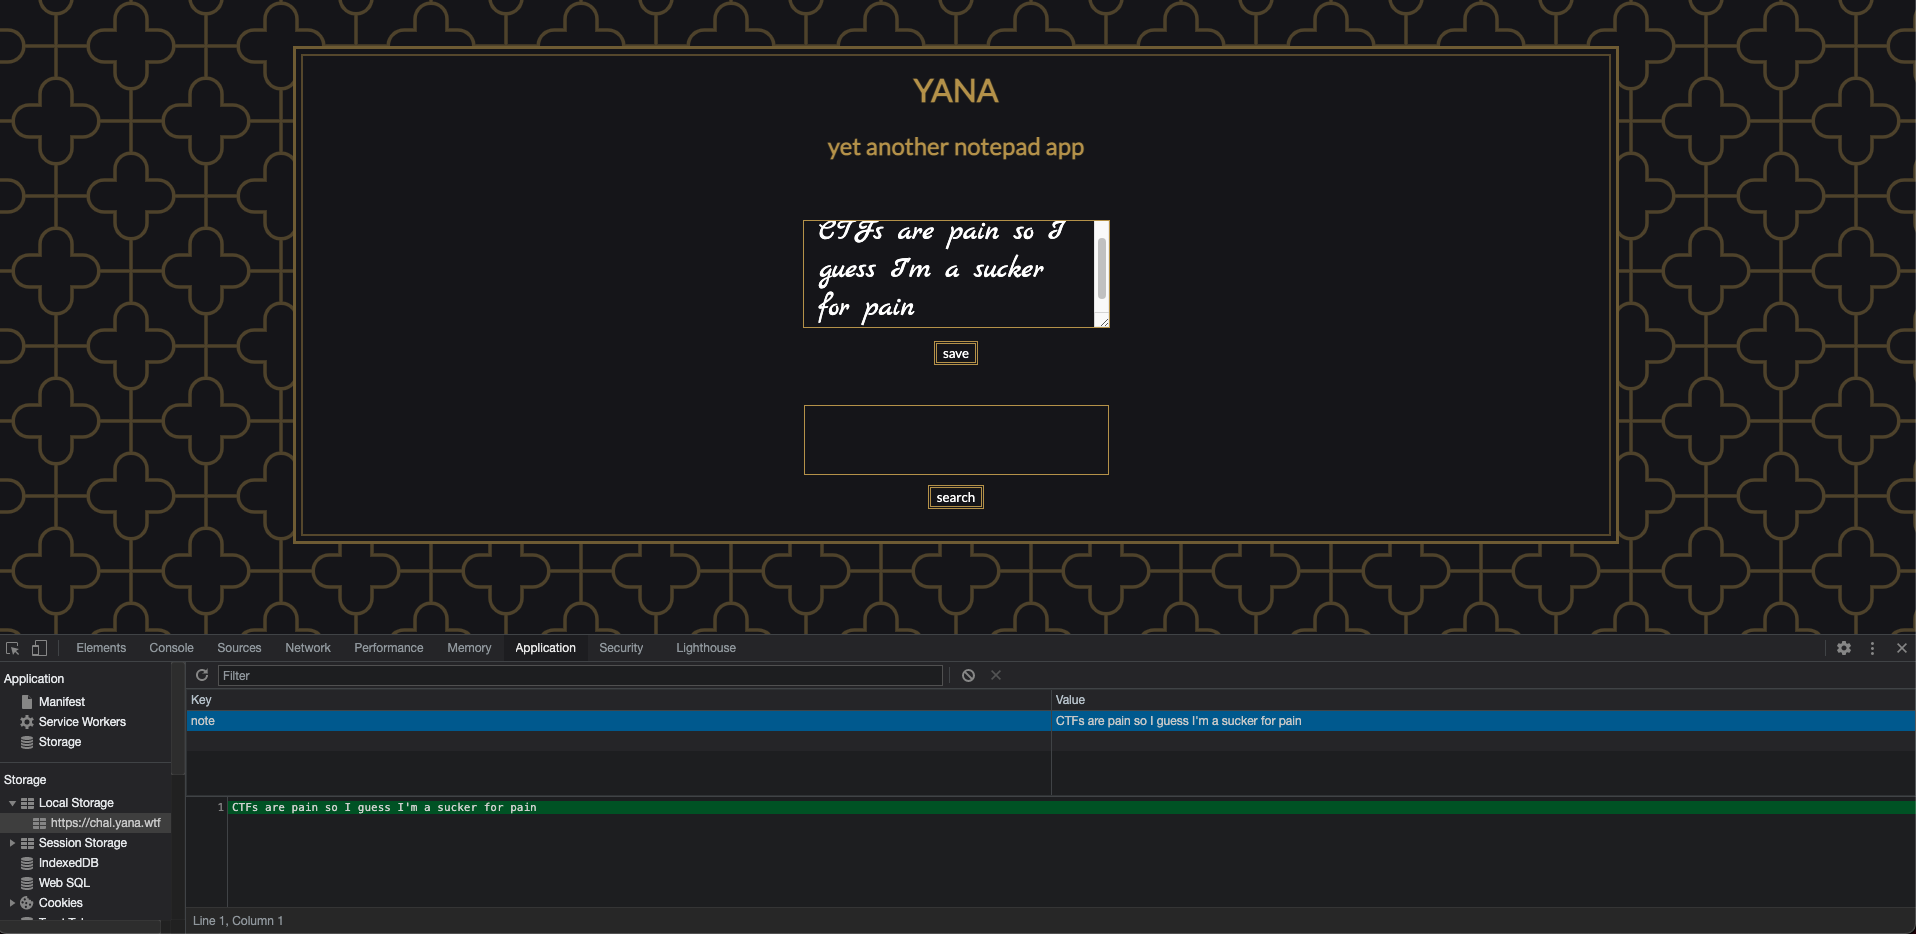 YANA
yet another notepad app
CTFs are pain so I
guess I'm a sucker
for pain
save
search
Elements Console Sources Network Performance Memory Application Security Lighthouse
Application
Manifest
Service Workers
Storage
Storage
Local Storage
https://chal.yana.wtf
Session Storage
IndexedDB
Web SQL
Cookies
Filter
Key Value
note CTFs are pain so I guess I'm a sucker for pain
1 CTFs are pain so I guess I'm a sucker for pain
Line 1, Column 1